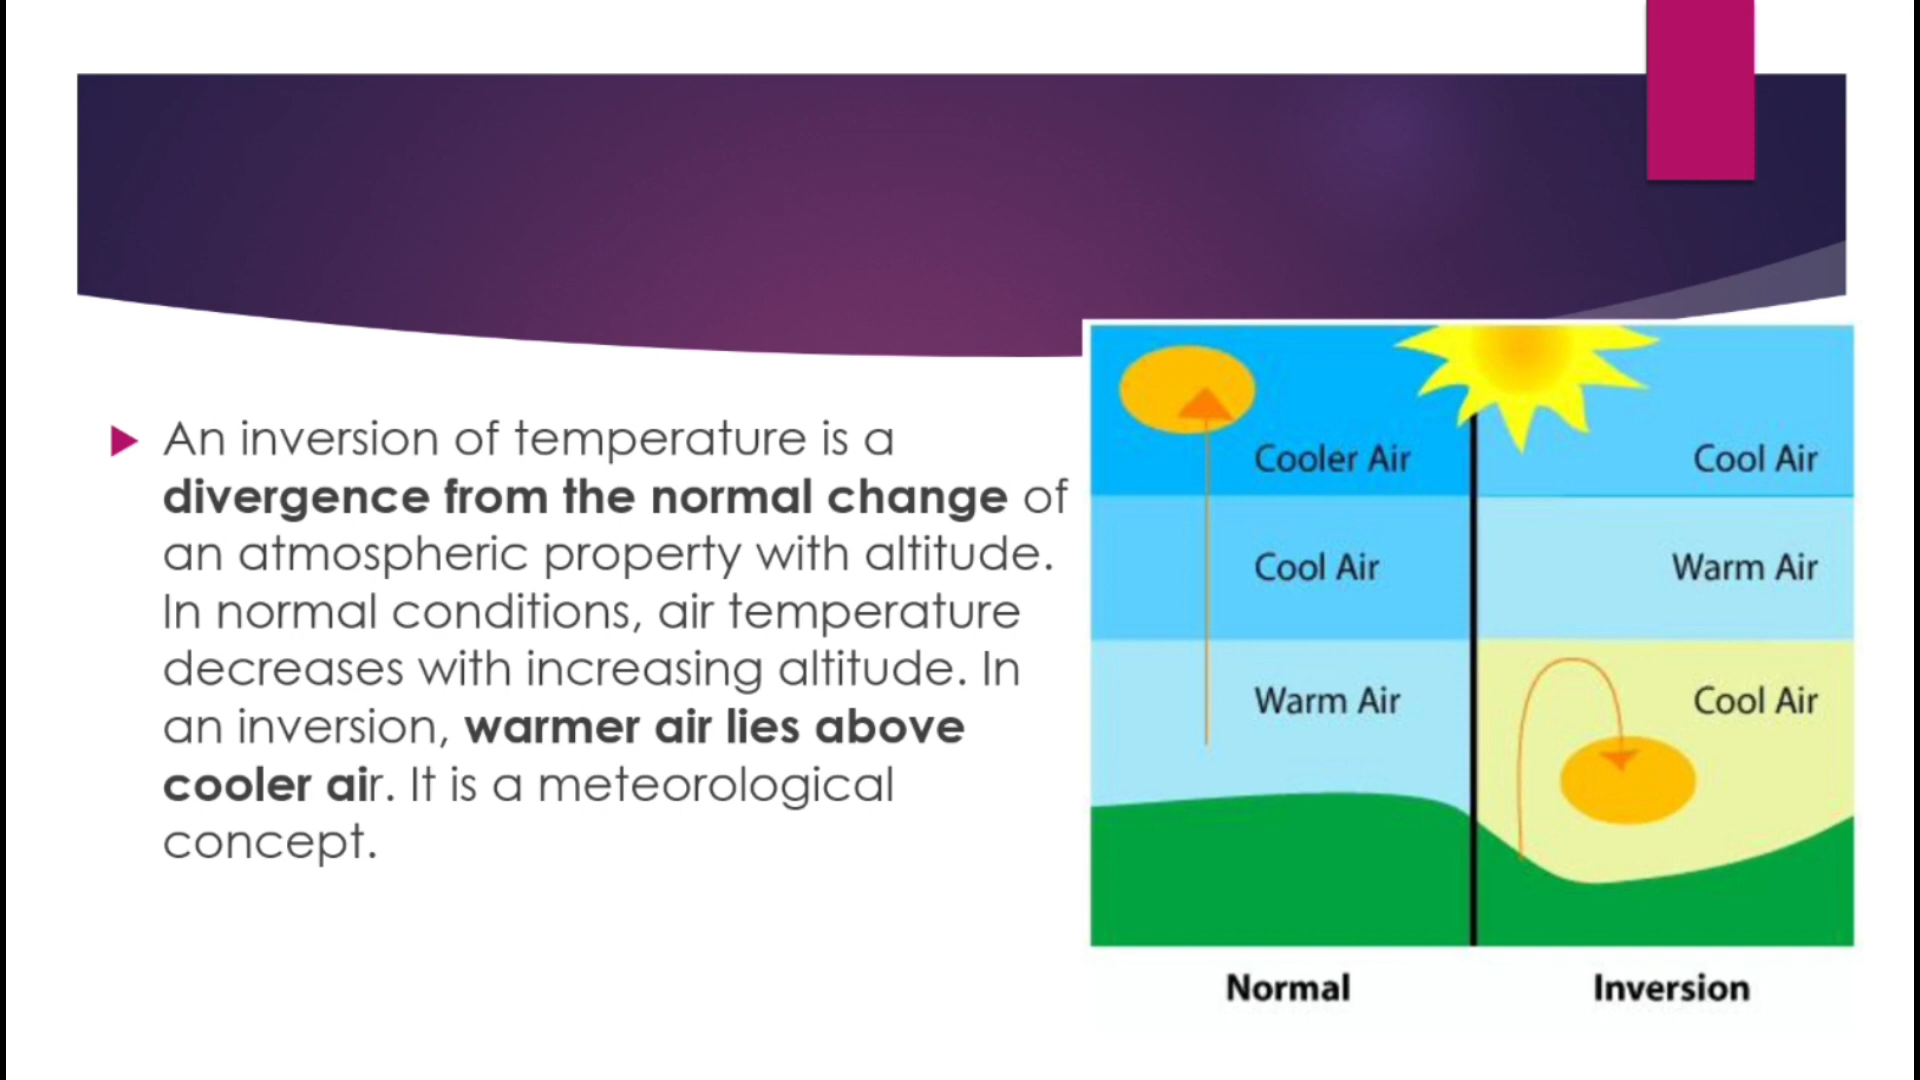 An inversion of temperature is a
divergence from the normal change of
an atmospheric property with altitude.
In normal conditions, air temperature
decreases with increasing altitude. In
an inversion, warmer air lies above
cooler air. It is a meteorological
concept.
Cooler Air
Cool Air
Cool Air
Warm Air
Warm Air
Cool Air
Normal
Inversion